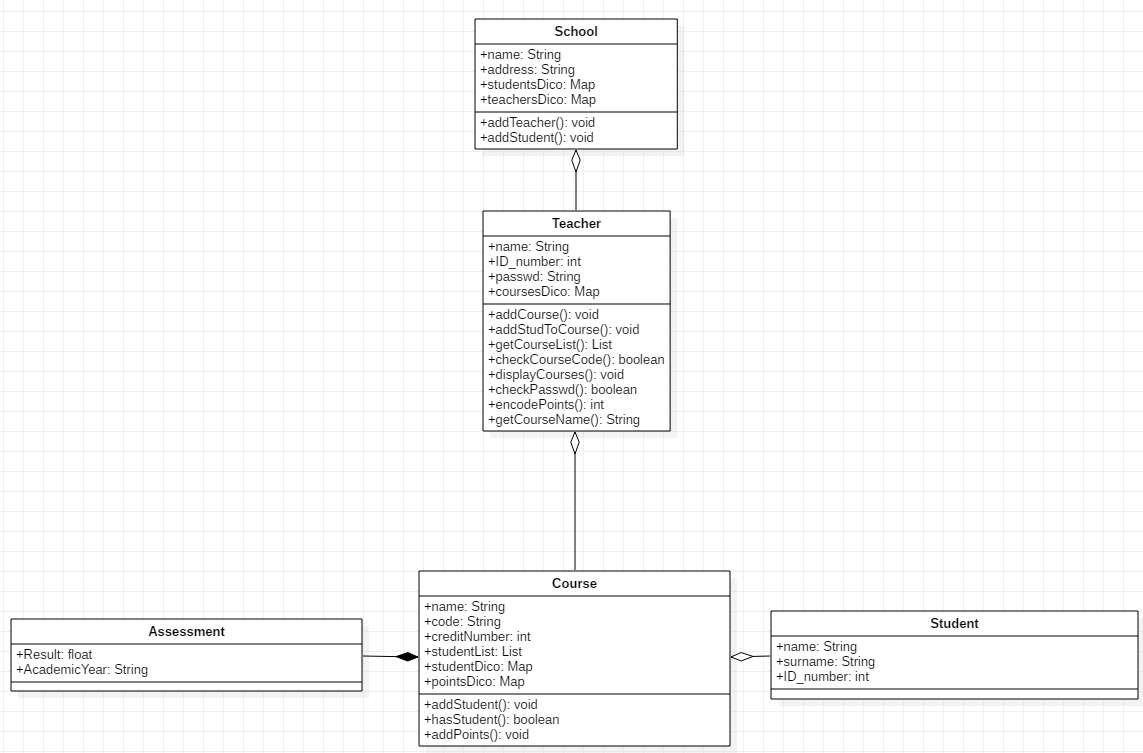 School
+name: String
+address: String
+studentsDico: Map
+teachersDico: Map
+addTeacher(): void
+addStudent(): void
Teacher
+name: String
+ID_number: int
+passwd: String
+coursesDico: Map
+addCourse(): void
+addStudToCourse(): void
+getCourseList(): List
+checkCourseCode(): boolean
+displayCourses(): void
+checkPasswd(): boolean
+encodePoints(): int
+getCourseName(): String
Assessment
+Result: float
+AcademicYear: String
Course
+name: String
+code: String
+creditNumber: int
+studentList: List
+studentDico: Map
+pointsDico: Map
+addStudent(): void
+hasStudent(): boolean
+addPoints(): void
Student
+name: String
+surname: String
+ID_number: int